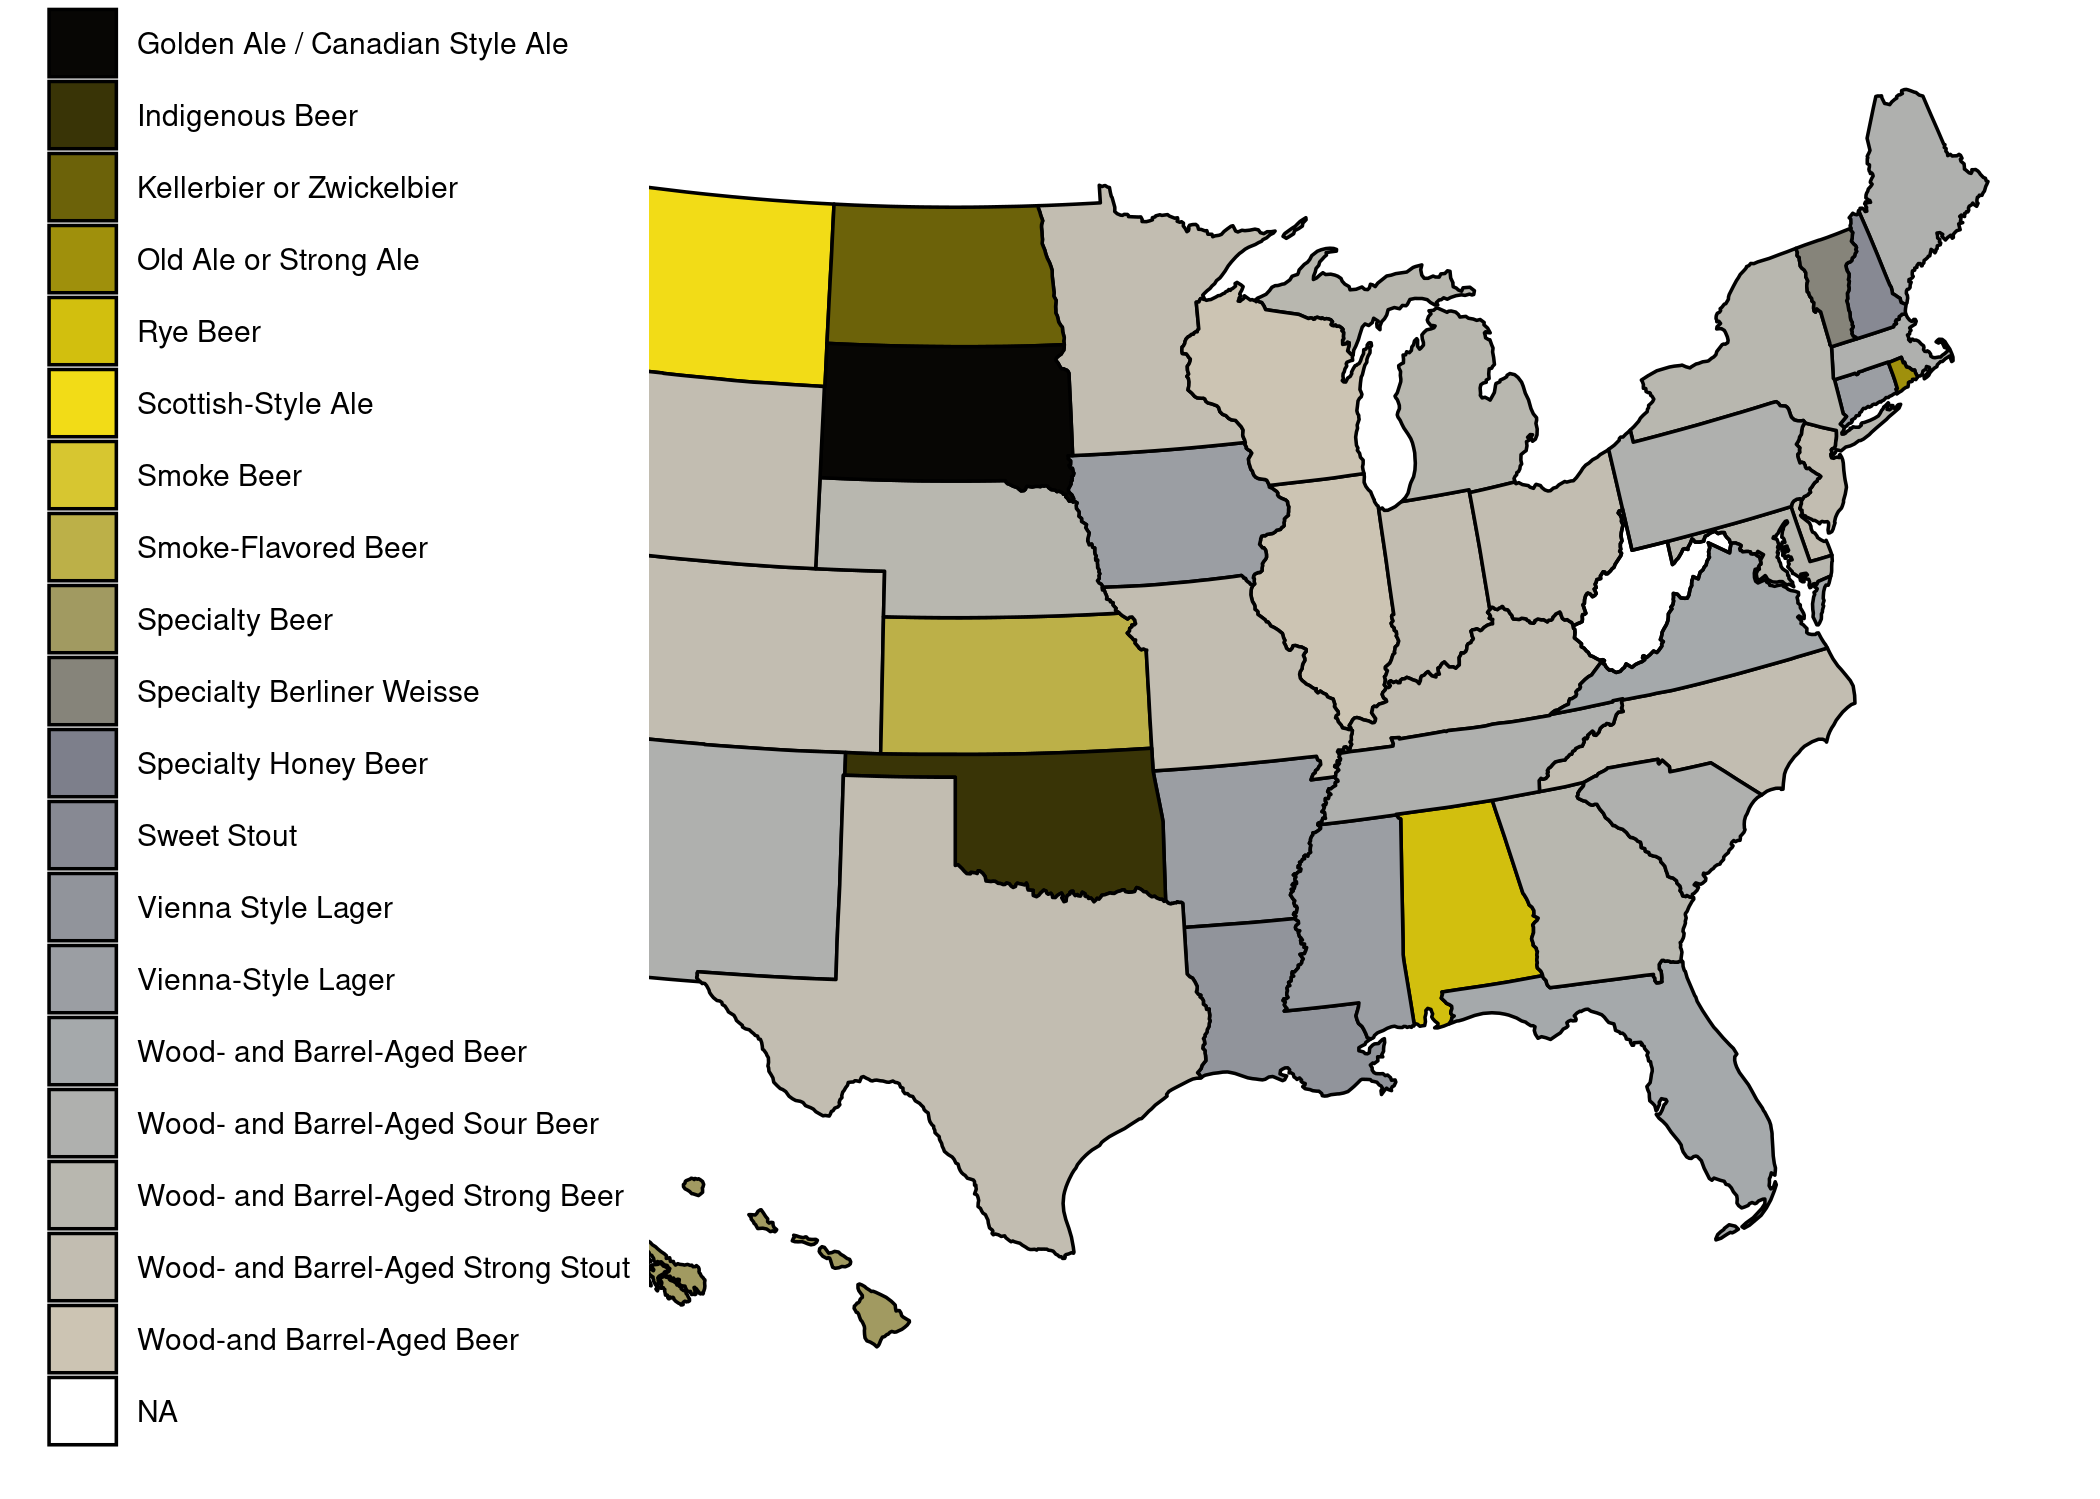 Golden Ale / Canadian Style Ale
Indigenous Beer
Kellerbier or Zwickelbier
Old Ale or Strong Ale
Rye Beer
Scottish-Style Ale
Smoke Beer
Smoke-Flavored Beer
Specialty Beer
Specialty Berliner Weisse
Specialty Honey Beer
Sweet Stout
Vienna Style Lager
Vienna-Style Lager
Wood- and Barrel-Aged Beer
Wood- and Barrel-Aged Sour Beer
Wood- and Barrel-Aged Strong Beer
Wood- and Barrel-Aged Strong Stout
Wood-and Barrel-Aged Beer
NA